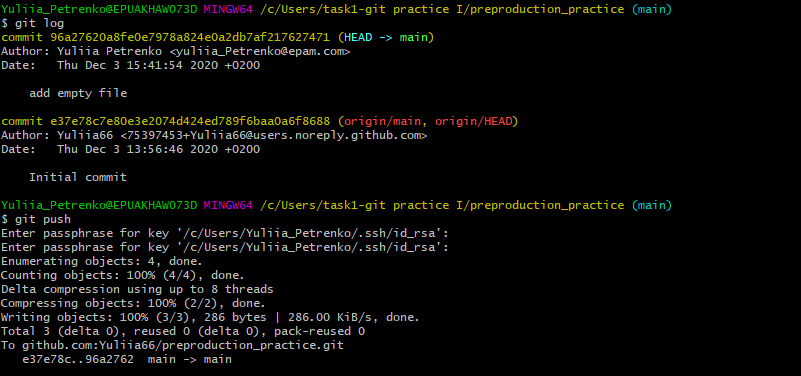 Yuliia_Petrenko@EPUAKHAW073D MINGW64 /c/Users/task1-git practice I/preproduction_practice (main)
$ git log
commit 96a27620a8fe0e7978a824e0a2db7af217627471 (HEAD -> main)
Author: Yuliia Petrenko <yuliia_Petrenko@epam.com>
Date:   Thu Dec 3 15:41:54 2020 +0200
    add empty file
commit e37e78c7e80e3e2074d424ed789f6baa0a6f8688 (origin/main, origin/HEAD)
Author: Yuliia66 <75397453+Yuliia66@users.noreply.github.com>
Date:   Thu Dec 3 13:56:46 2020 +0200
    Initial commit
Yuliia_Petrenko@EPUAKHAW073D MINGW64 /c/Users/task1-git practice I/preproduction_practice (main)
$ git push
Enter passphrase for key '/c/Users/Yuliia_Petrenko/.ssh/id_rsa':
Enter passphrase for key '/c/Users/Yuliia_Petrenko/.ssh/id_rsa':
Enumerating objects: 4, done.
Counting objects: 100% (4/4), done.
Delta compression using up to 8 threads
Compressing objects: 100% (2/2), done.
Writing objects: 100% (3/3), 286 bytes | 286.00 KiB/s, done.
Total 3 (delta 0), reused 0 (delta 0), pack-reused 0
To github.com:Yuliia66/preproduction_practice.git
   e37e78c..96a2762  main -> main